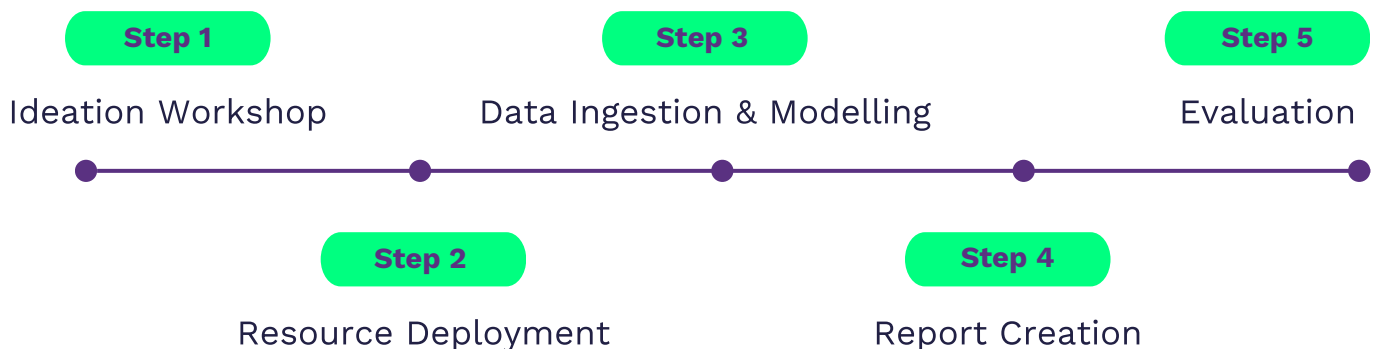 Step 1
Ideation Workshop
Step 2
Resource Deployment
Step 3
Data Ingestion & Modelling
Step 4
Report Creation
Step 5
Evaluation